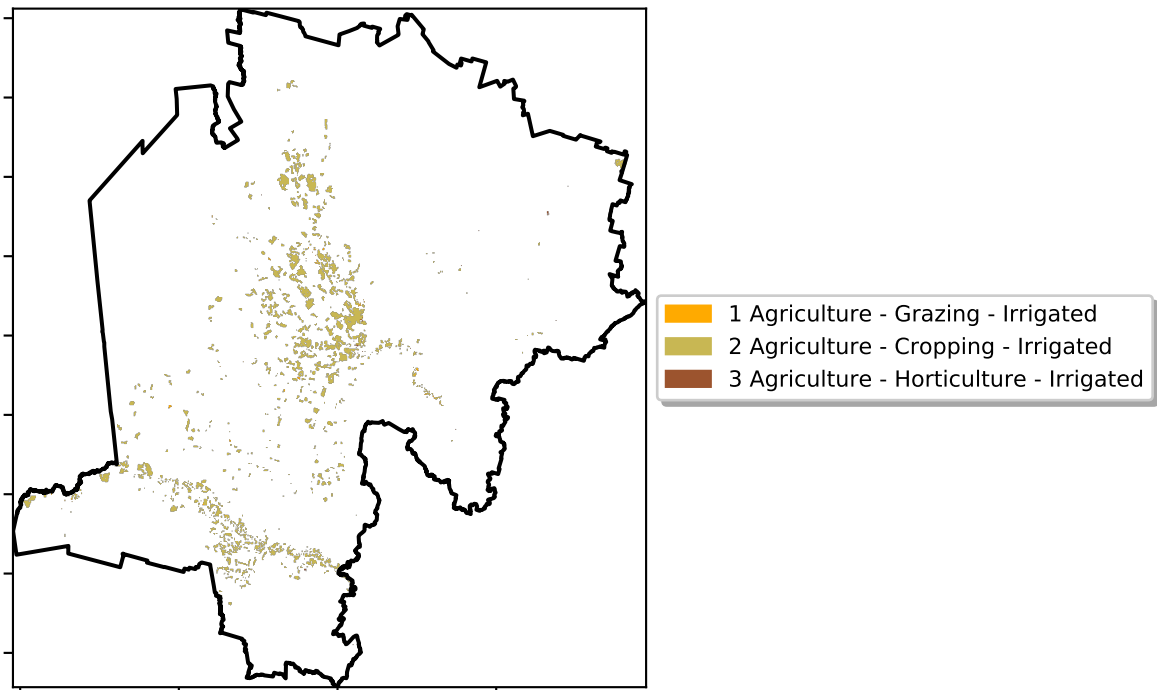 1 Agriculture - Grazing - Irrigated
2 Agriculture - Cropping - Irrigated
3 Agriculture - Horticulture - Irrigated